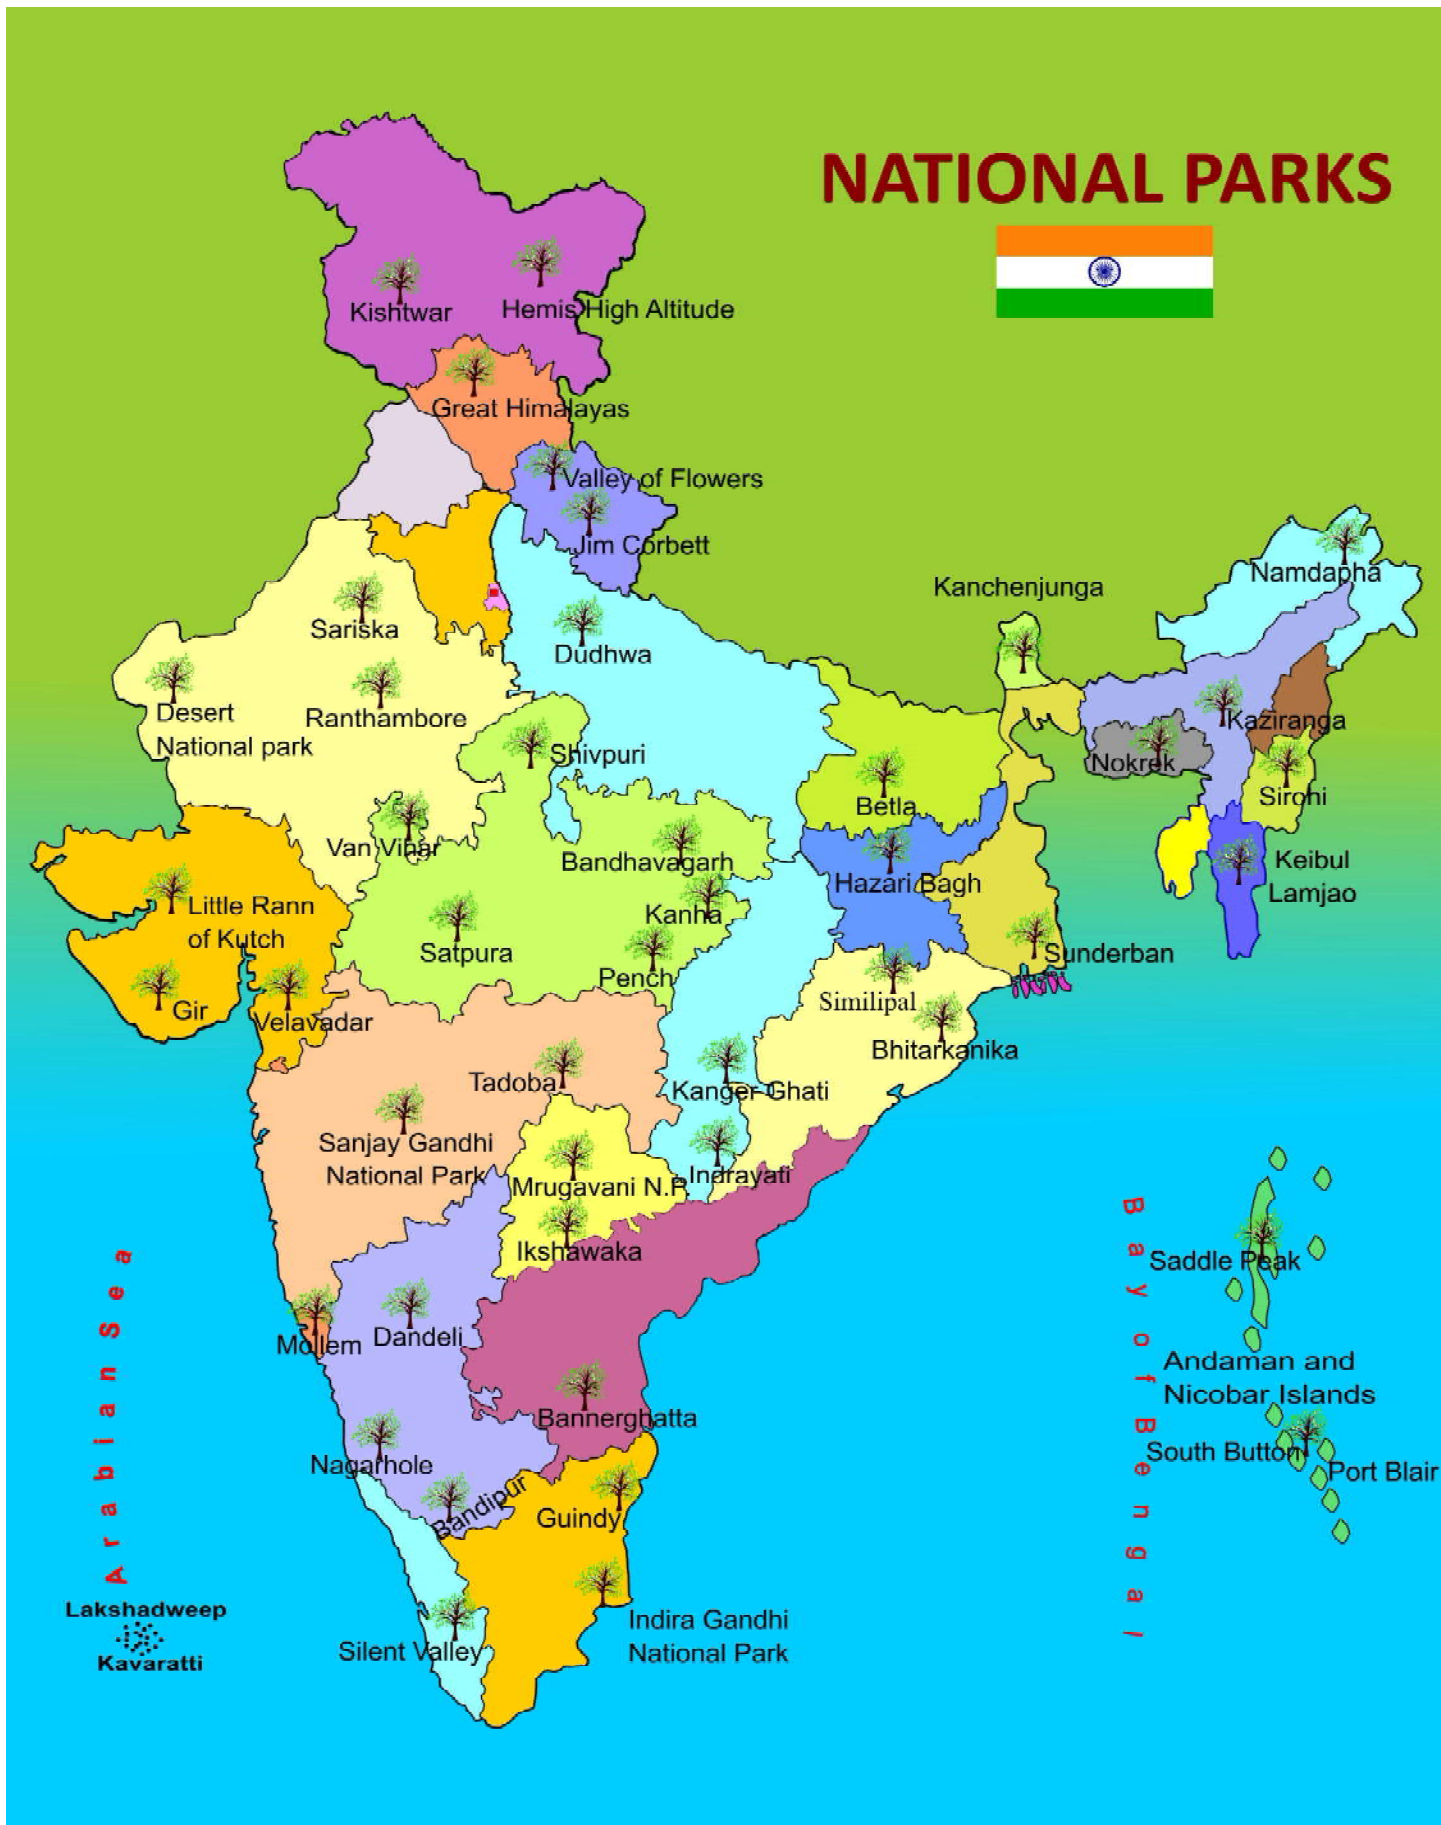 NATIONAL PARKS
Kishtwar
Hemis High Altitude
Great Himalayas
Valley of Flowers
Jim Corbett
Namdapha
Kanchenjunga
Sariska
Dudhwa
Desert
National park
Ranthambore
Kaziranga
Shivpuri
Nokrek
Sirohi
Betla
Van Vihar
Bandhavagarh
Keibul
Lamjao
Hazari Bagh
Little Rann
of Kutch
Kanha
Satpura
Sunderban
Pench
Similipal
Gir
Velavadar
Bhitarkanika
Tadoba
Kanger-Ghati
Sanjay Gandhi
National Park
Indrayati
Mrugavani N.P.
Ikshawaka
Saddle Peak
Arabian Sea
Bay of Bengal
Mollem
Dandeli
Andaman and
Nicobar Islands
Bannerghatta
South Button
Port Blair
Nagarhole
Bandipur
Guindy
Lakshadweep
Kavaratti
Indira Gandhi
National Park
Silent Valley